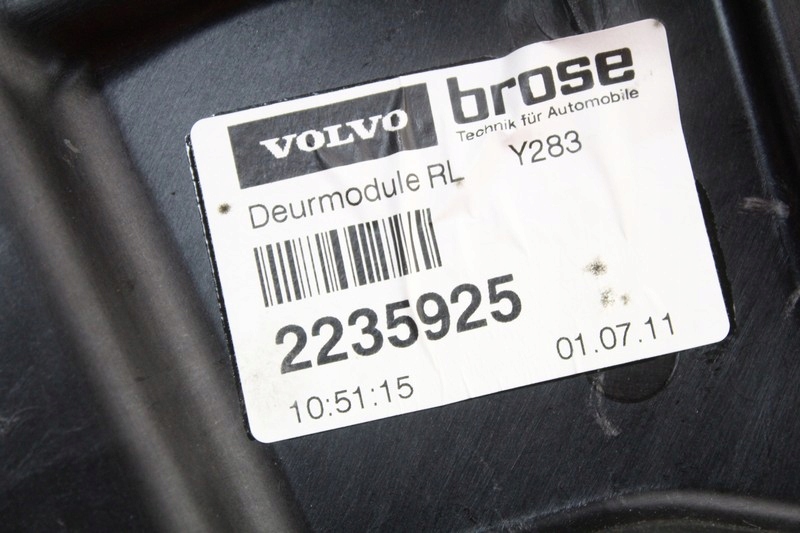 VOLVO brose
Technik für Automobile
Deurmodule RL Y283
2235925
10:51:15 01.07.11